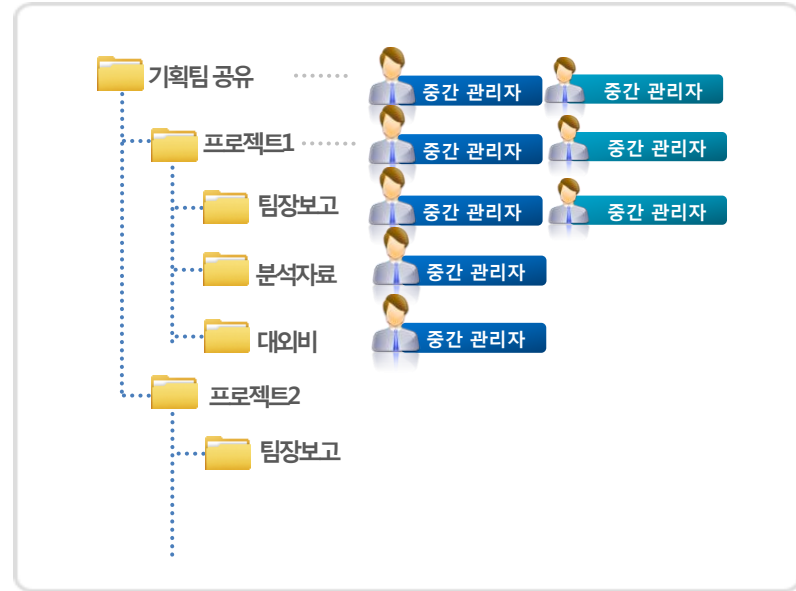 기획팀 공유 중간 관리자 중간 관리자
프로젝트1 중간 관리자 중간 관리자
팀장보고 중간 관리자 중간 관리자
분석자료 중간 관리자
대외비 중간 관리자
프로젝트2
팀장보고